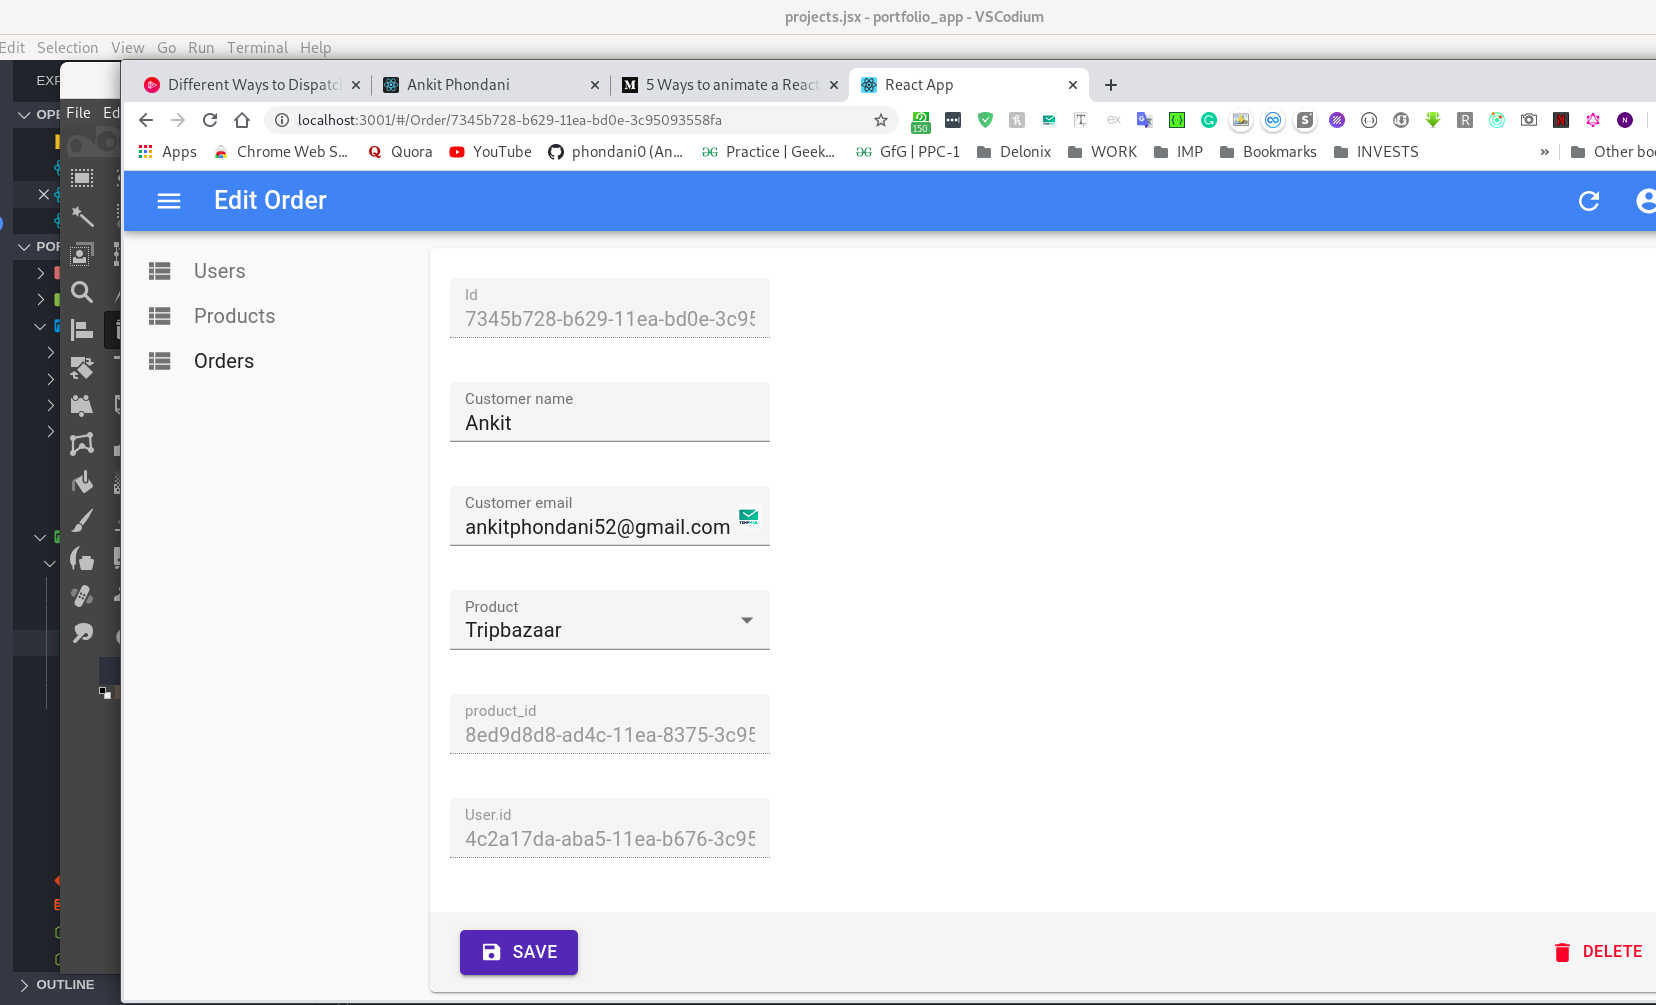 projects.jsx - portfolio_app - VSCodium
Edit Selection View Go Run Terminal Help
Different Ways to Dispatc
Ankit Phondani
5 Ways to animate a React
React App
File
localhost:3001/#/Order/7345b728-b629-11ea-bd0e-3c95093558fa
150
Apps
Chrome Web S...
Quora
YouTube
phondani0 (An...
Practice | Geek...
GfG | PPC-1
Delonix
WORK
IMP
Bookmarks
INVESTS
»
Other boo
Edit Order
Users
Products
Orders
Id
7345b728-b629-11ea-bd0e-3c95
Customer name
Ankit
Customer email
ankitphondani52@gmail.com
Product
Tripbazaar
product_id
8ed9d8d8-ad4c-11ea-8375-3c95
User.id
4c2a17da-aba5-11ea-b676-3c95
SAVE
DELETE
OUTLINE